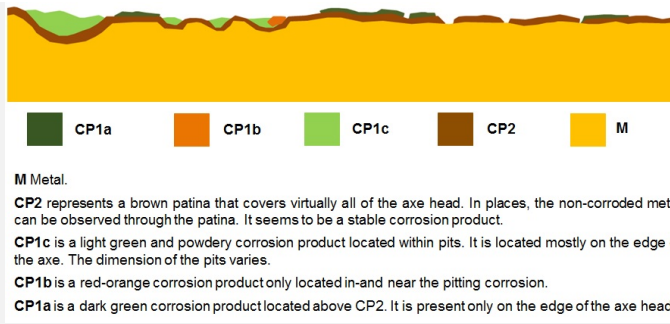 CP1a CP1b CP1c CP2 M
M Metal.
CP2 represents a brown patina that covers virtually all of the axe head. In places, the non-corroded met
can be observed through the patina. It seems to be a stable corrosion product.
CP1c is a light green and powdery corrosion product located within pits. It is located mostly on the edge
the axe. The dimension of the pits varies.
CP1b is a red-orange corrosion product only located in-and near the pitting corrosion.
CP1a is a dark green corrosion product located above CP2. It is present only on the edge of the axe head